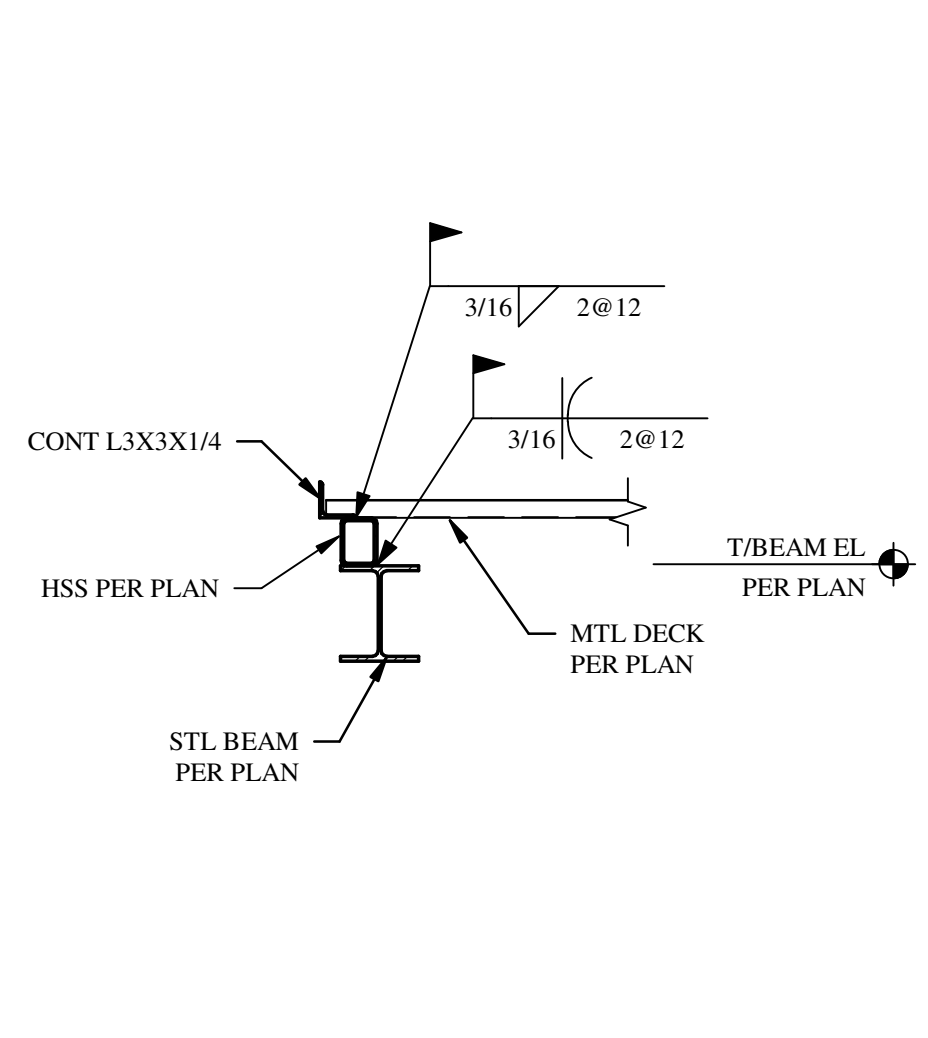 3/16 2@12
3/16 2@12
CONT L3X3X1/4
T/BEAM EL
PER PLAN
HSS PER PLAN
MTL DECK
PER PLAN
STL BEAM
PER PLAN